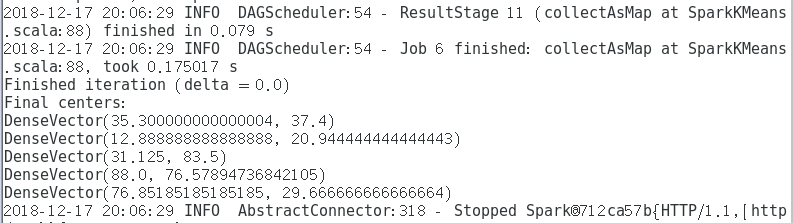 2018-12-17 20:06:29 INFO  DAGScheduler:54 - ResultStage 11 (collectAsMap at SparkKMeans
.scala:88) finished in 0.079 s
2018-12-17 20:06:29 INFO  DAGScheduler:54 - Job 6 finished: collectAsMap at SparkKMeans
.scala:88, took 0.175017 s
Finished iteration (delta = 0.0)
Final centers:
DenseVector(35.300000000000004, 37.4)
DenseVector(12.888888888888888, 20.944444444444443)
DenseVector(31.125, 83.5)
DenseVector(88.0, 76.57894736842105)
DenseVector(76.85185185185185, 29.666666666666664)
2018-12-17 20:06:29 INFO  AbstractConnector:318 - Stopped Spark@712ca57b{HTTP/1.1,[http